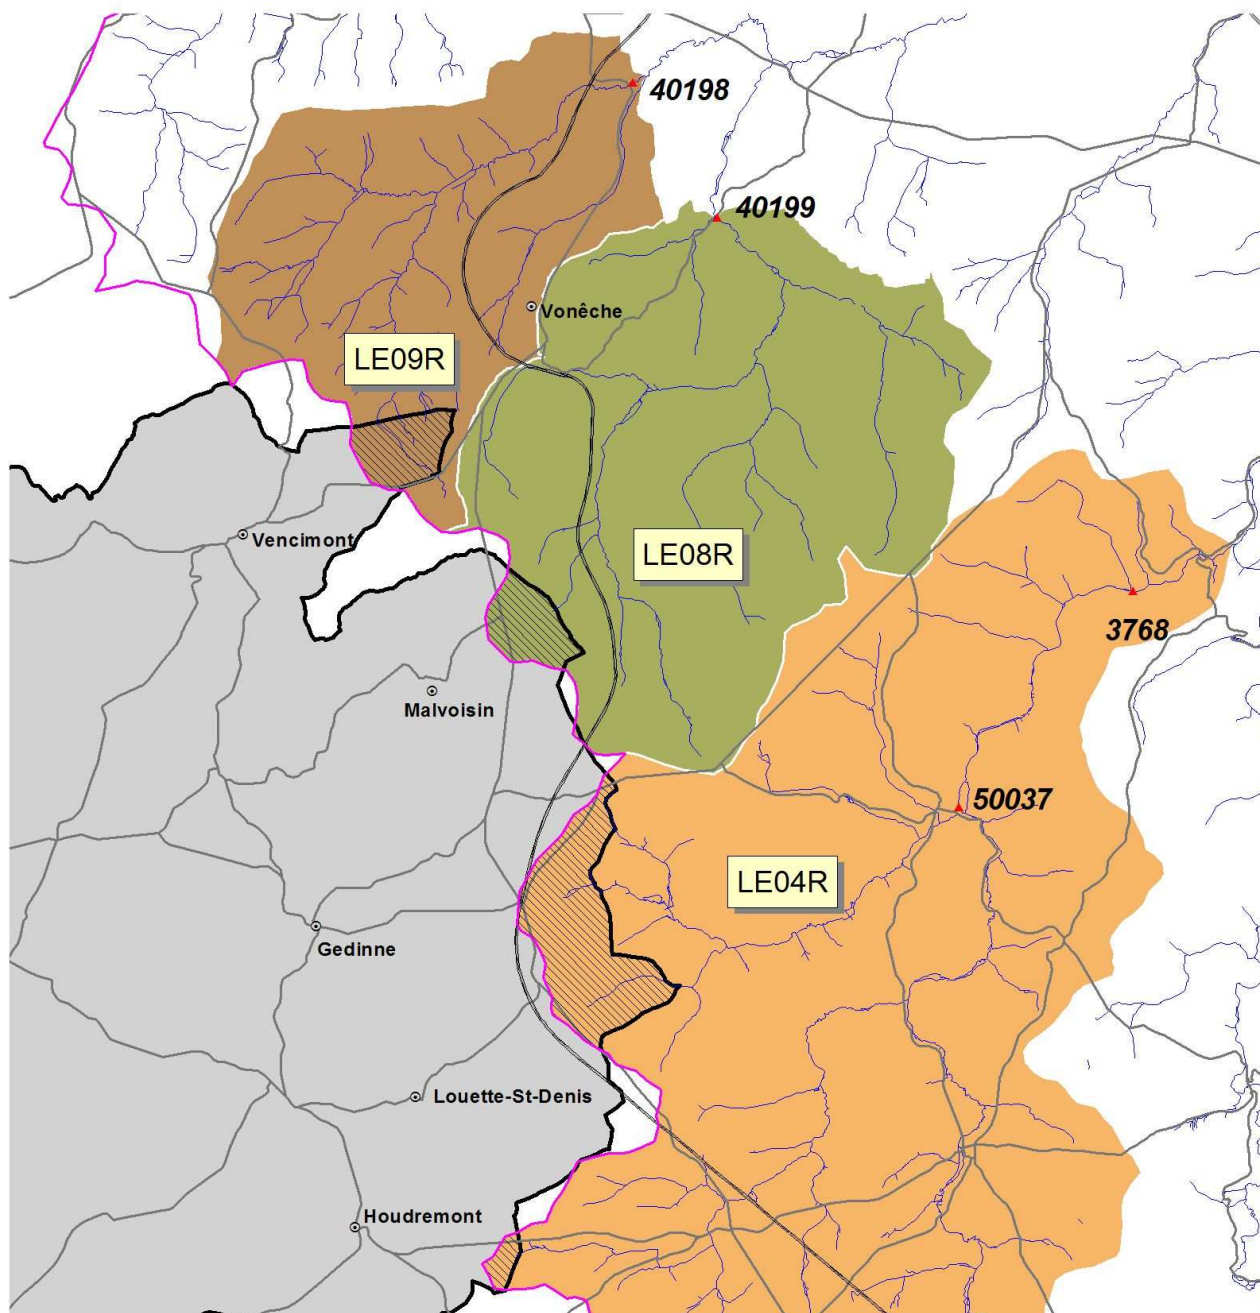 40198
40199
Vonêche
LE09R
Vencimont
LE08R
3768
Malvoisin
50037
LE04R
Gedinne
Louette-St-Denis
Houdremont